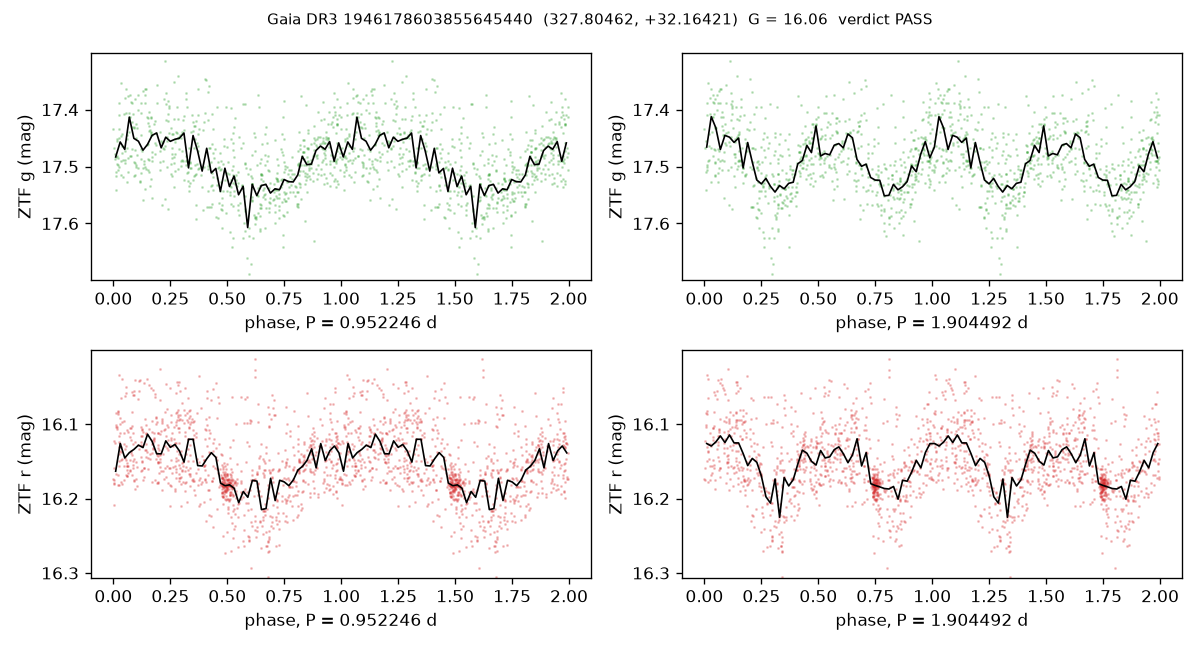 Gaia DR3 1946178603855645440 (327.80462, +32.16421) G = 16.06 verdict PASS
ZTF g (mag)
17.4
17.5
17.6
0.00 0.25 0.50 0.75 1.00 1.25 1.50 1.75 2.00
phase, P = 0.952246 d
ZTF g (mag)
17.4
17.5
17.6
0.00 0.25 0.50 0.75 1.00 1.25 1.50 1.75 2.00
phase, P = 1.904492 d
ZTF r (mag)
16.1
16.2
16.3
0.00 0.25 0.50 0.75 1.00 1.25 1.50 1.75 2.00
phase, P = 0.952246 d
ZTF r (mag)
16.1
16.2
16.3
0.00 0.25 0.50 0.75 1.00 1.25 1.50 1.75 2.00
phase, P = 1.904492 d